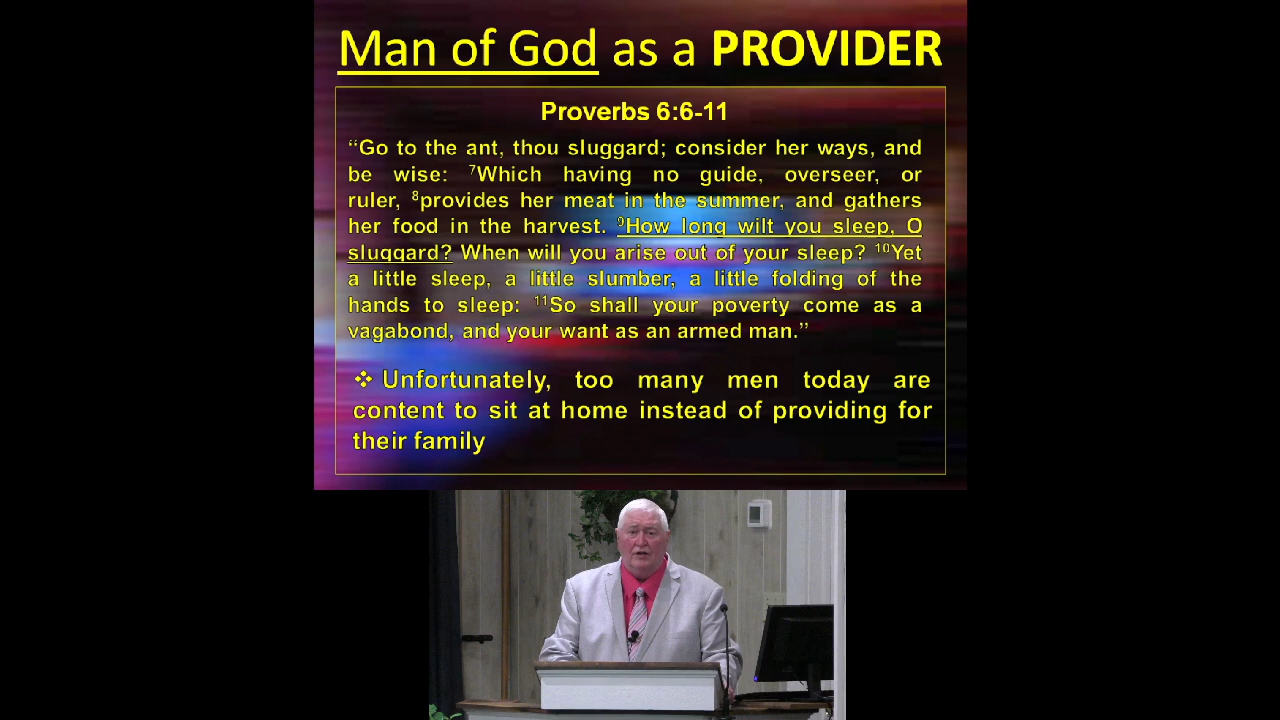 Man of God as a PROVIDER
Proverbs 6:6-11
“Go to the ant, thou sluggard; consider her ways, and
be wise: ⁷Which having no guide, overseer, or
ruler, ⁸provides her meat in the summer, and gathers
her food in the harvest. ⁹How long wilt you sleep, O
sluggard? When will you arise out of your sleep? ¹⁰Yet
a little sleep, a little slumber, a little folding of the
hands to sleep: ¹¹So shall your poverty come as a
vagabond, and your want as an armed man.”
❖ Unfortunately, too many men today are
content to sit at home instead of providing for
their family